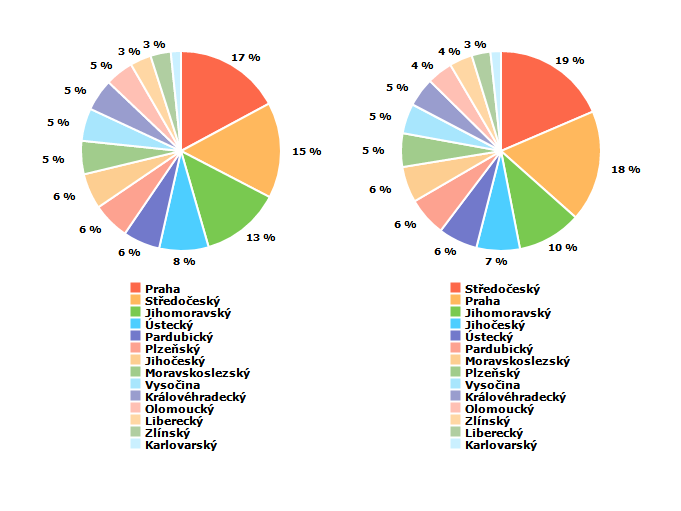 17 %
15 %
13 %
8 %
6 %
6 %
6 %
5 %
5 %
5 %
5 %
3 %
3 %
Praha
Středočeský
Jihomoravský
Ústecký
Pardubický
Plzeňský
Jihočeský
Moravskoslezský
Vysočina
Královéhradecký
Olomoucký
Liberecký
Zlínský
Karlovarský
19 %
18 %
10 %
7 %
6 %
6 %
6 %
5 %
5 %
5 %
4 %
4 %
3 %
Středočeský
Praha
Jihomoravský
Jihočeský
Ústecký
Pardubický
Moravskoslezský
Plzeňský
Vysočina
Královéhradecký
Olomoucký
Zlínský
Liberecký
Karlovarský